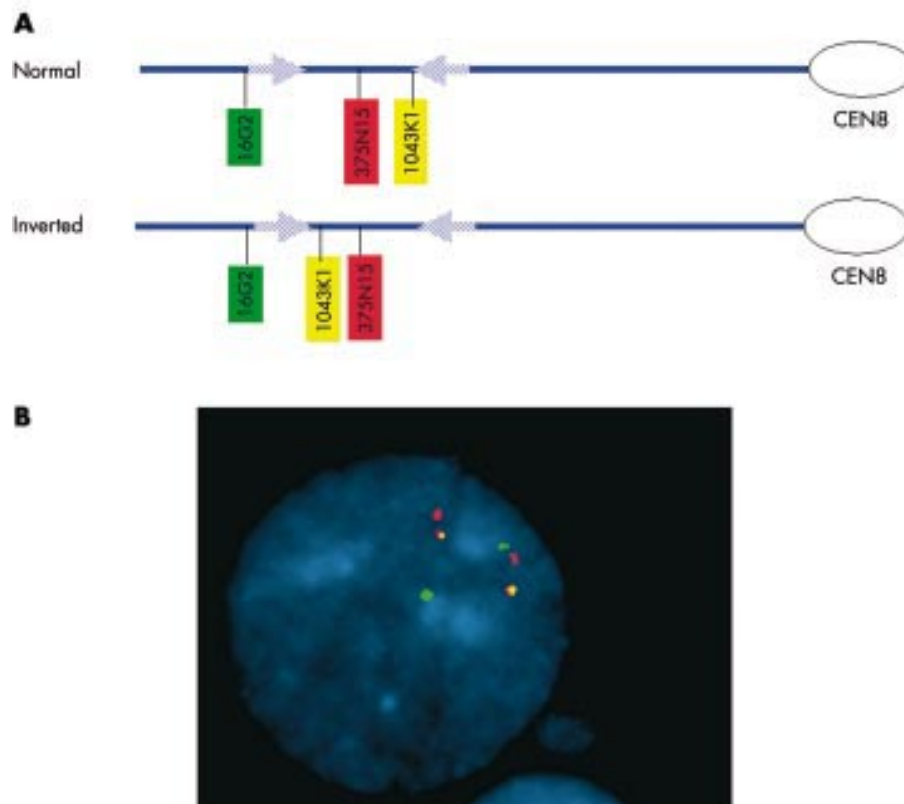 A
Normal
16G2
375N15
1043K1
CEN8
Inverted
16G2
1043K1
375N15
CEN8
B